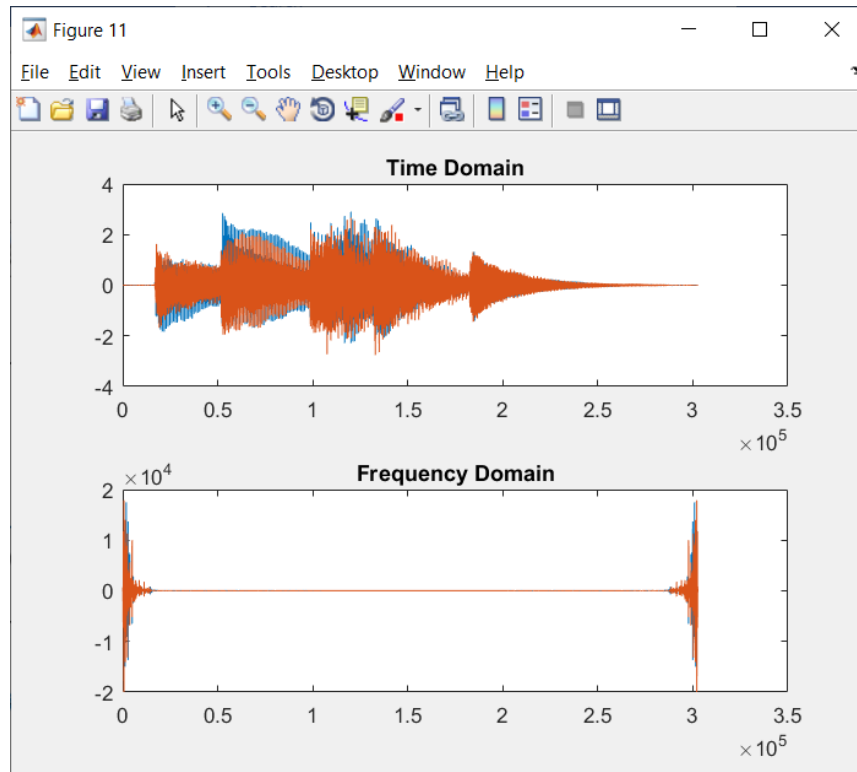 Figure 11
File Edit View Insert Tools Desktop Window Help
Time Domain
4
2
0
-2
-4
0 0.5 1 1.5 2 2.5 3 3.5
×10^5
×10^4
Frequency Domain
2
1
0
-1
-2
0 0.5 1 1.5 2 2.5 3 3.5
×10^5